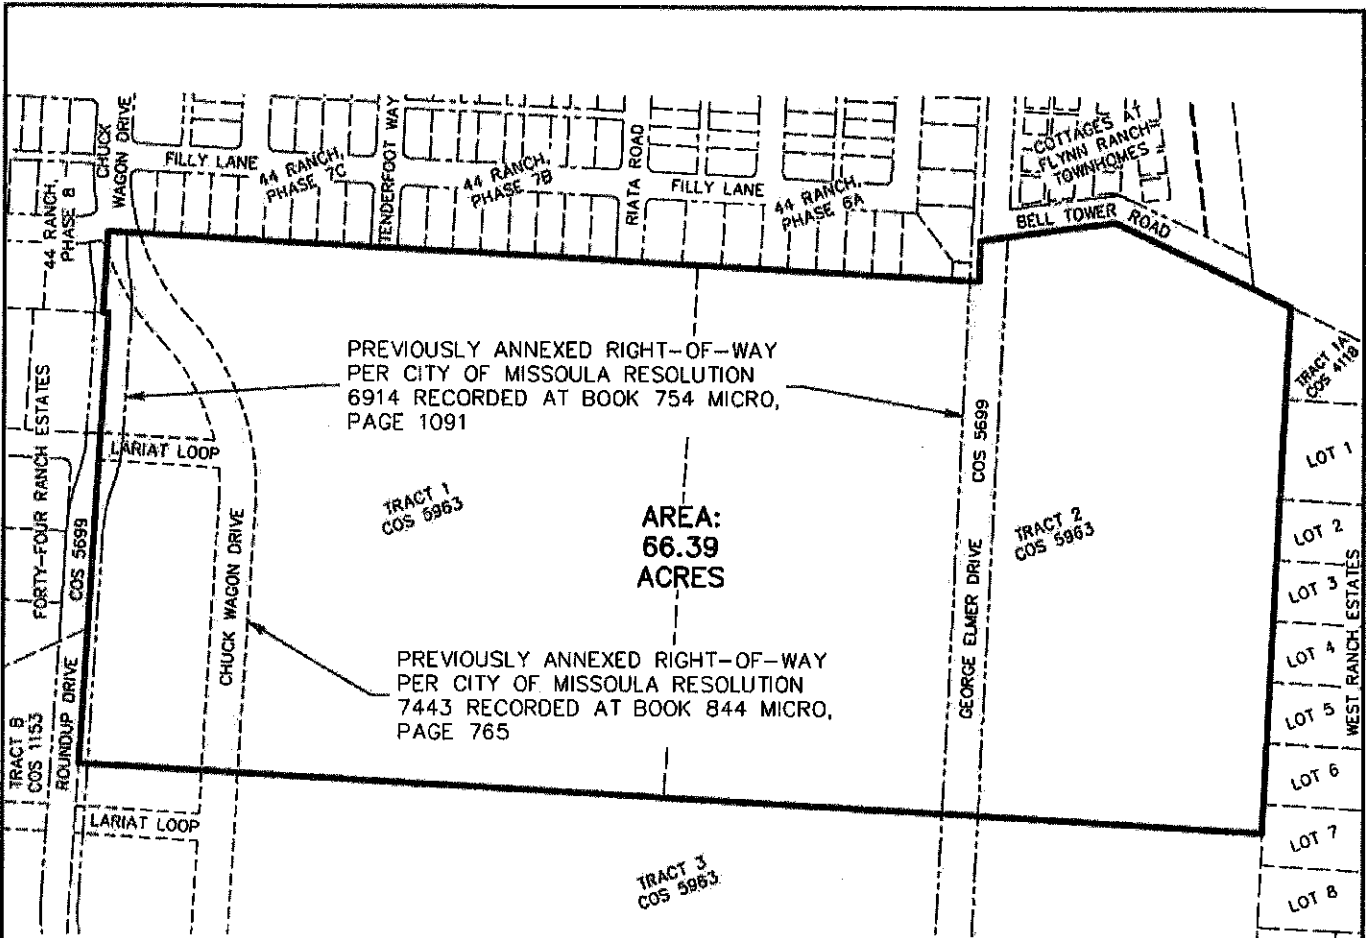 CHUCK
WAGON DRIVE
FILLY LANE
44 RANCH,
PHASE 7C
TENDERFOOT WAY
44 RANCH,
PHASE 7B
RIATA ROAD
FILLY LANE
44 RANCH,
PHASE 6A
COTTAGES AT
FLYNN RANCH
TOWNHOMES
BELL TOWER ROAD
44 RANCH,
PHASE 8
PREVIOUSLY ANNEXED RIGHT-OF-WAY
PER CITY OF MISSOULA RESOLUTION
6914 RECORDED AT BOOK 754 MICRO,
PAGE 1091
TRACT 1A
COS 4118
FORTY-FOUR RANCH ESTATES
LARIAT LOOP
COS 5699
ROUNDUP DRIVE
CHUCK WAGON DRIVE
TRACT 1
COS 5963
AREA:
66.39
ACRES
COS 5699
GEORGE ELMER DRIVE
TRACT 2
COS 5963
LOT 1
LOT 2
LOT 3
LOT 4
LOT 5
LOT 6
LOT 7
LOT 8
WEST RANCH ESTATES
PREVIOUSLY ANNEXED RIGHT-OF-WAY
PER CITY OF MISSOULA RESOLUTION
7443 RECORDED AT BOOK 844 MICRO,
PAGE 765
TRACT B
COS 1153
LARIAT LOOP
TRACT 3
COS 5963